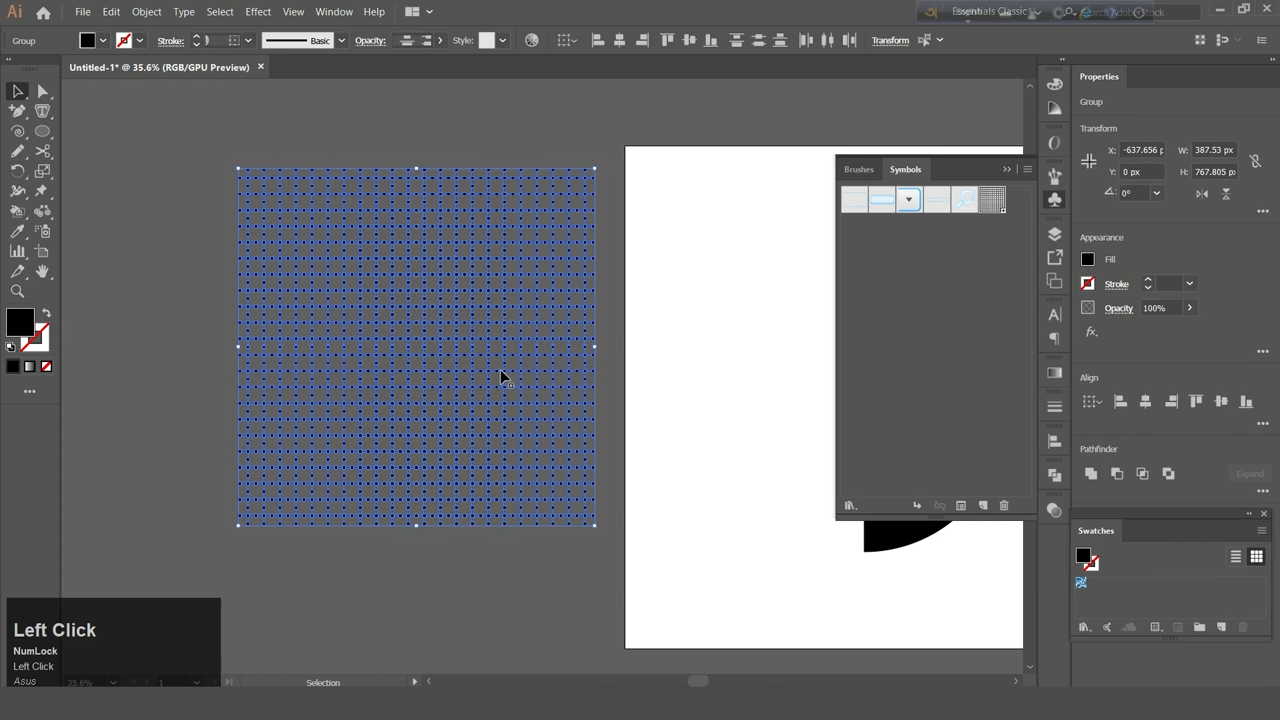 Ai File Edit Object Type Select Effect View Window Help Essentials Classic
Group Stroke: Basic Opacity: Style: Transform
Untitled-1* @ 35.6% (RGB/GPU Preview) ×
Properties
Group
Transform
X: -637.656 p W: 387.53 px
Y: 0 px H: 767.805 p
0°
Brushes Symbols
Appearance
Fill
Stroke
Opacity 100%
fx.
Align
Pathfinder
Expand
Swatches
Left Click
NumLock
Left Click
Asus
35.6% 1 Selection